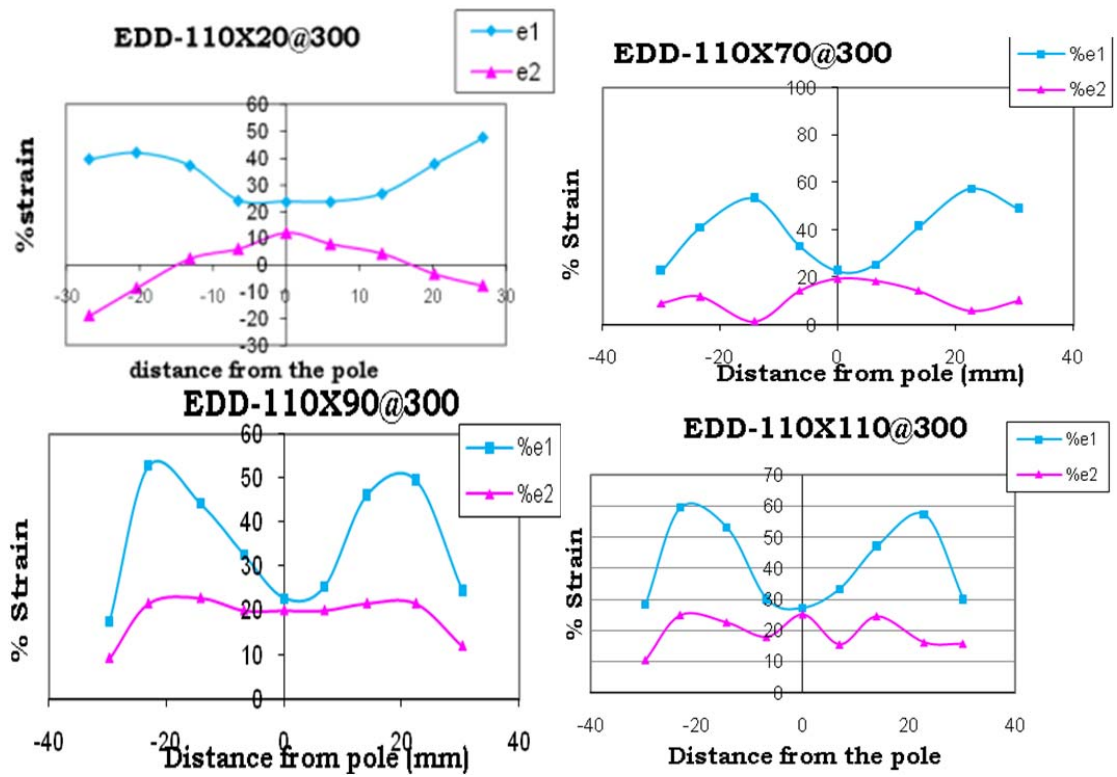 EDD-110X20@300
e1
e2
60
50
40
30
20
10
0
-10
-20
-30
-30
-20
-10
0
10
20
30
%strain
distance from the pole
EDD-110X70@300
%e1
%e2
100
80
60
40
20
0
-40
-20
0
20
40
% Strain
Distance from pole (mm)
EDD-110X90@300
%e1
%e2
60
50
40
30
20
10
0
-40
-20
0
20
40
% Strain
Distance from pole (mm)
EDD-110X110@300
%e1
%e2
70
60
50
40
30
20
10
0
-40
-20
0
20
40
% Strain
Distance from the pole